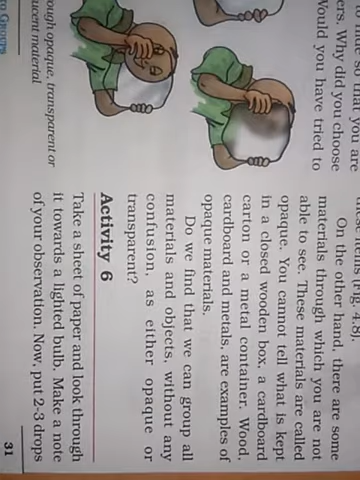 you are
ers. Why did you choose
Would you have tried to
ough opaque, transparent or
ucent material
TO GROUPS
(Fig. 4.8).
On the other hand, there are some
materials through which you are not
able to see. These materials are called
opaque. You cannot tell what is kept
in a closed wooden box, a cardboard
carton or a metal container. Wood,
cardboard and metals, are examples of
opaque materials.
Do we find that we can group all
materials and objects, without any
confusion, as either opaque or
transparent?
Activity 6
Take a sheet of paper and look through
it towards a lighted bulb. Make a note
of your observation. Now, put 2-3 drops
31